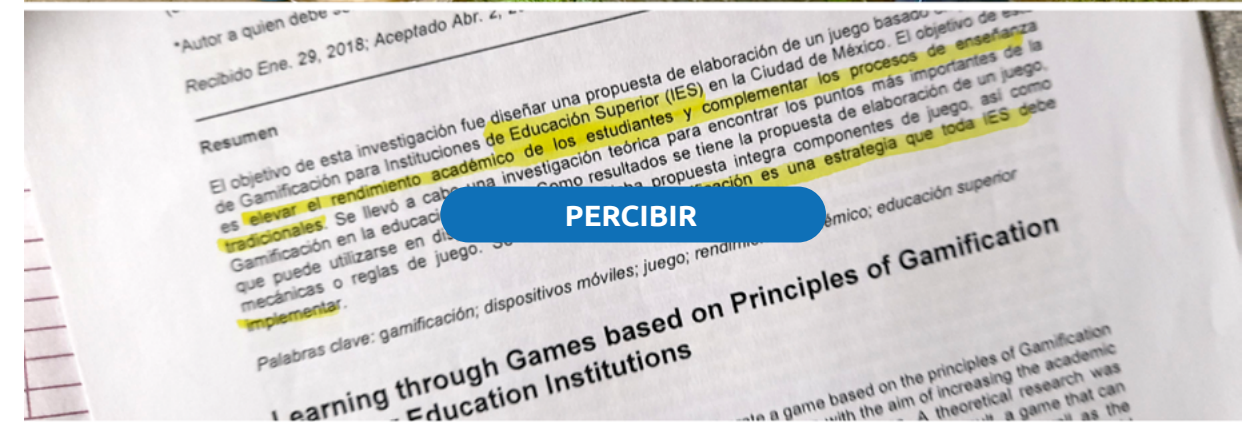 *Autor a quien debe
Recibido Ene. 29, 2018; Aceptado Abr. 2,
Resumen
El objetivo de esta investigación fue diseñar una propuesta de elaboración de un juego basado
de Gamificación para Instituciones de Educación Superior (IES) en la Ciudad de México. El objetivo de
es elevar el rendimiento académico de los estudiantes y complementar los procesos de enseñanza
tradicionales. Se llevó a cabo una investigación teórica para encontrar los puntos más importantes de la
Gamificación en la Como resultados se tiene la propuesta de elaboración de un juego,
que puede utilizarse en propuesta integra componentes de juego, así como
mecánicas o reglas de juego. es una estrategia que toda IES debe
implementar.
PERCIBIR
Palabras clave: gamificación; dispositivos móviles; juego; educación superior
Learning through Games based on Principles of Gamification
Education Institutions
a game based on the principles of Gamification
with the aim of increasing the academic
A theoretical research was
a game that can
as the